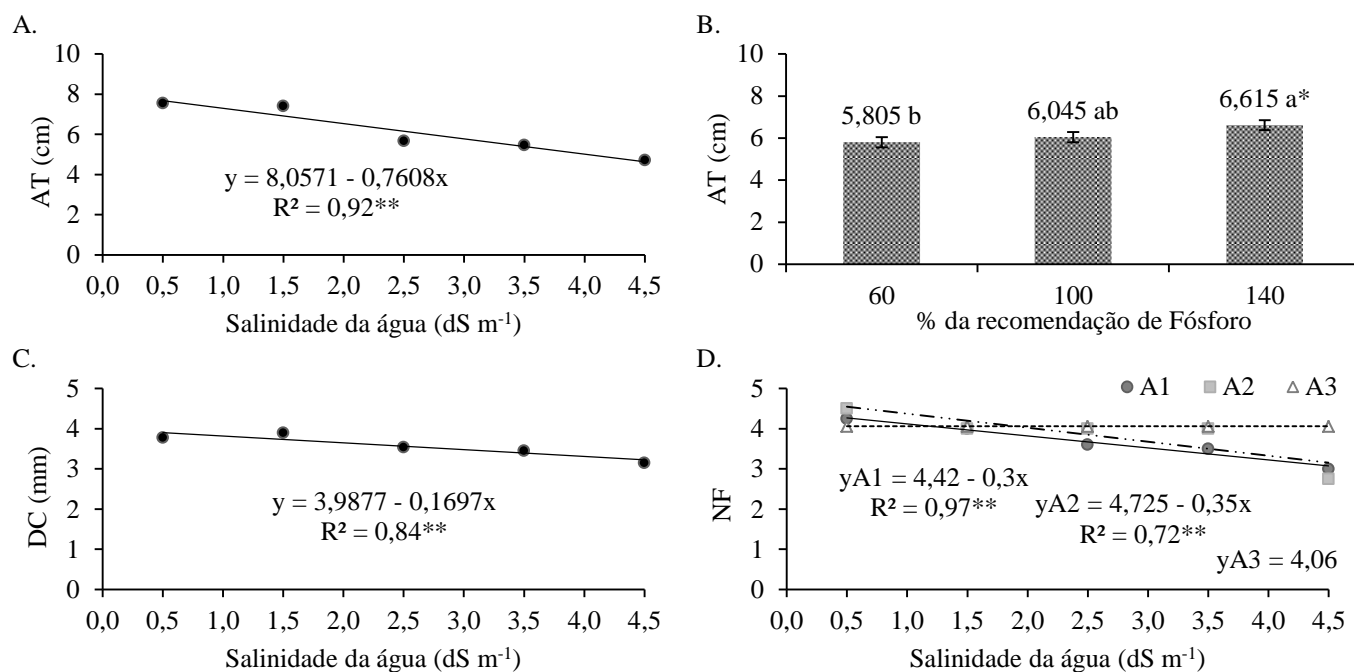 A.
10
8
6
4
2
0
AT (cm)
y = 8,0571 - 0,7608x
R² = 0,92**
0,0 0,5 1,0 1,5 2,0 2,5 3,0 3,5 4,0 4,5
Salinidade da água (dS m⁻¹)
B.
10
8
6
4
2
0
AT (cm)
5,805 b 6,045 ab 6,615 a*
60 100 140
% da recomendação de Fósforo
C.
5
4
3
2
1
0
DC (mm)
y = 3,9877 - 0,1697x
R² = 0,84**
0,0 0,5 1,0 1,5 2,0 2,5 3,0 3,5 4,0 4,5
Salinidade da água (dS m⁻¹)
D.
A1 A2 A3
5
4
3
2
1
0
NF
yA1 = 4,42 - 0,3x
R² = 0,97**
yA2 = 4,725 - 0,35x
R² = 0,72**
yA3 = 4,06
0,0 0,5 1,0 1,5 2,0 2,5 3,0 3,5 4,0 4,5
Salinidade da água (dS m⁻¹)